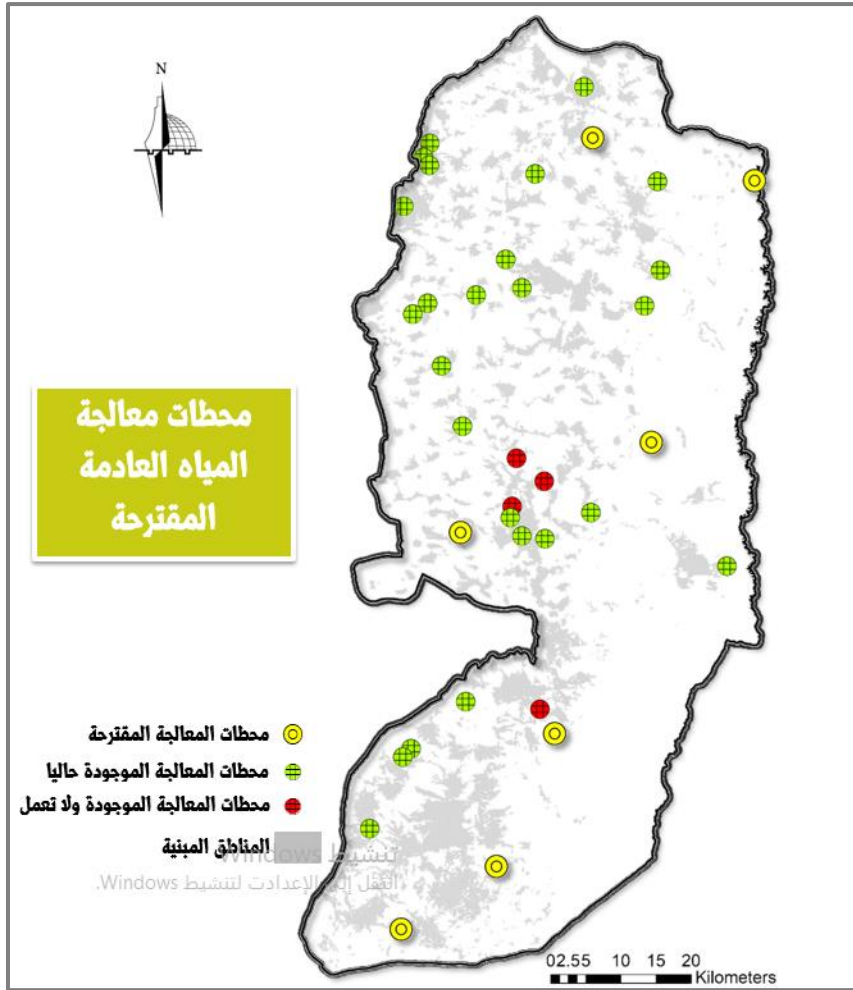 N
محطات معالجة
المياه العادمة
المقترحة
محطات المعالجة المقترحة
محطات المعالجة الموجودة حاليا
محطات المعالجة الموجودة ولا تعمل
المناطق المبنية
تنشيط Windows
انتقل إلى الإعدادت لتنشيط Windows.
02.55 10 15 20
Kilometers